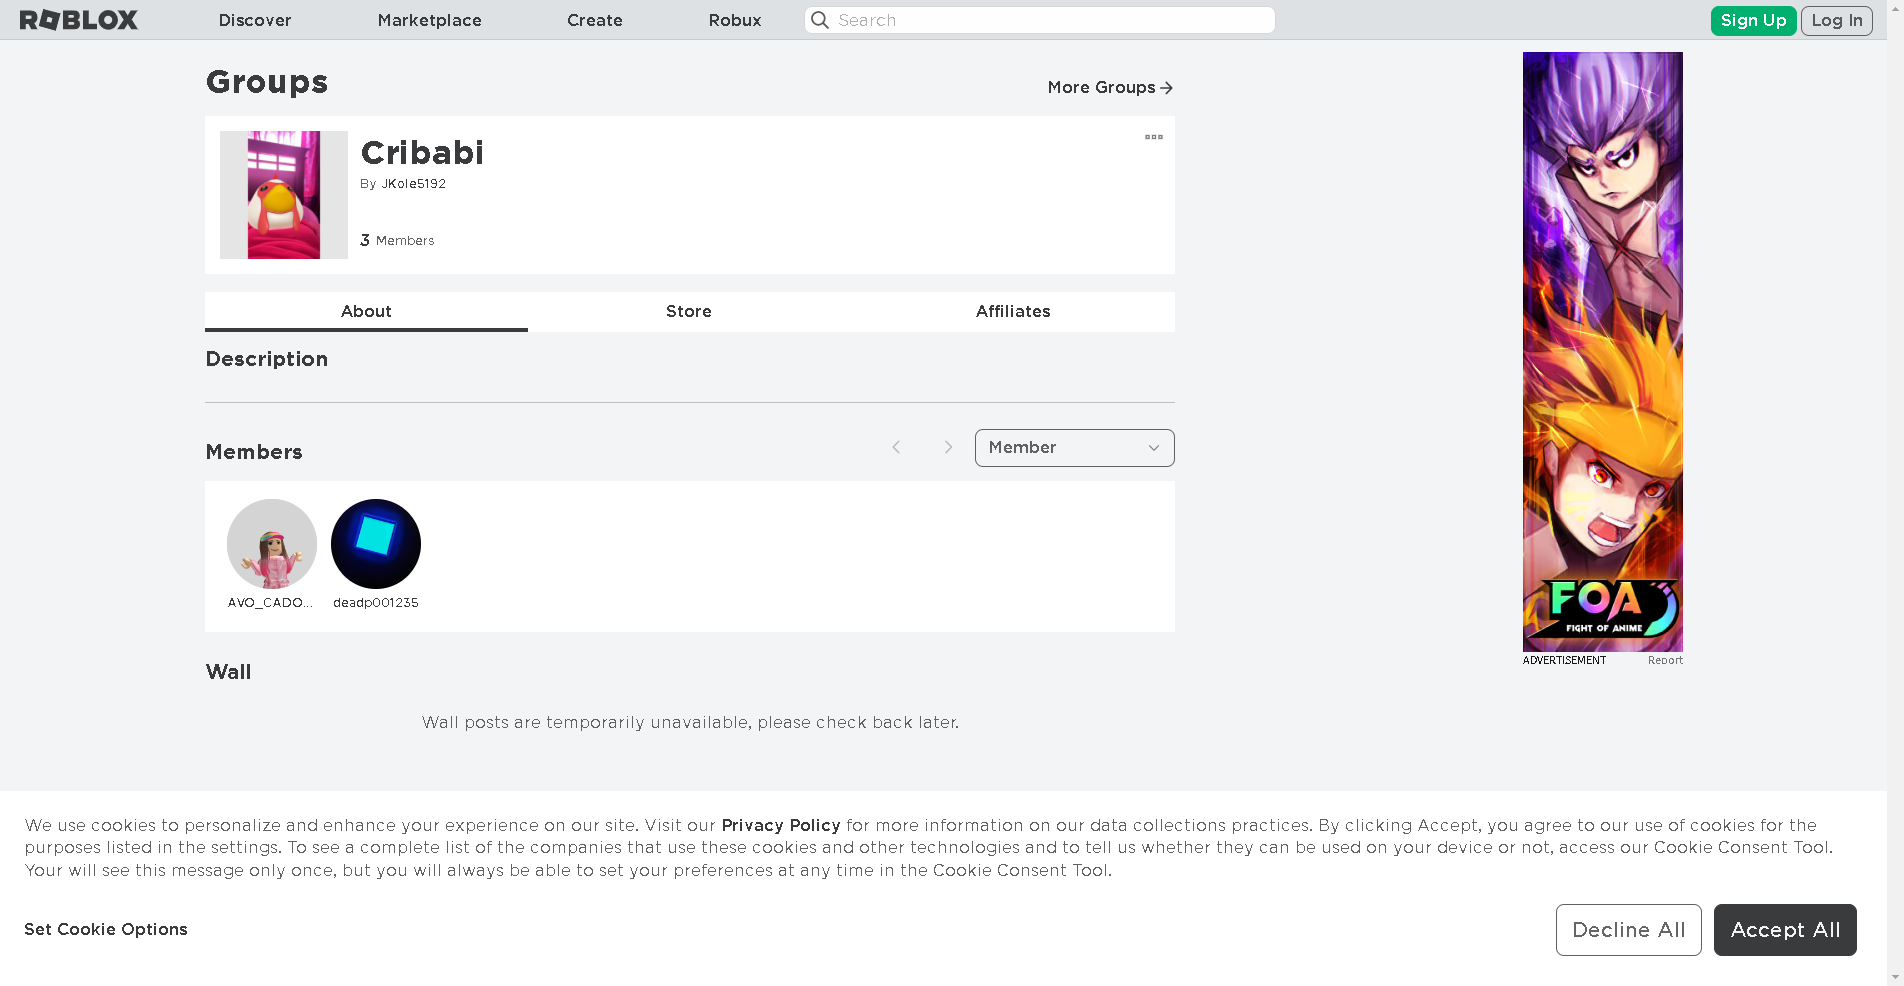 ROBLOX
Discover
Marketplace
Create
Robux
Search
Sign Up
Log In
Groups
More Groups
Cribabi
By JKole5192
3 Members
About
Store
Affiliates
Description
Members
Member
AVO_CADO...
deadp001235
Wall
Wall posts are temporarily unavailable, please check back later.
FOA
FIGHT OF ANIME
ADVERTISEMENT
Report
We use cookies to personalize and enhance your experience on our site. Visit our Privacy Policy for more information on our data collections practices. By clicking Accept, you agree to our use of cookies for the
purposes listed in the settings. To see a complete list of the companies that use these cookies and other technologies and to tell us whether they can be used on your device or not, access our Cookie Consent Tool.
Your will see this message only once, but you will always be able to set your preferences at any time in the Cookie Consent Tool.
Set Cookie Options
Decline All
Accept All